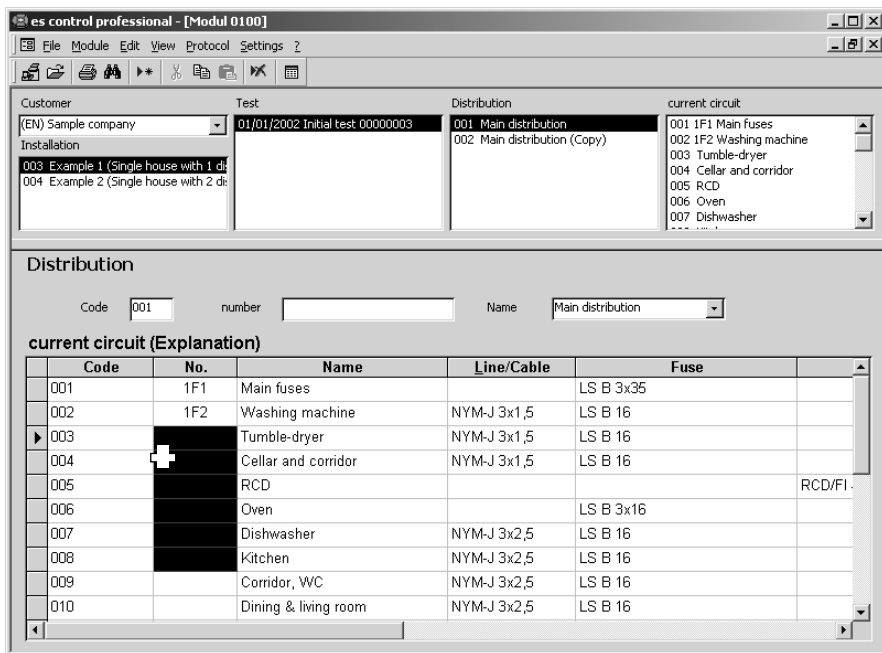 es control professional - [Modul 0100]
File Module Edit View Protocol Settings ?
Customer Test Distribution current circuit
(EN) Sample company 01/01/2002 Initial test 00000003 001 Main distribution 001 1F1 Main fuses
002 Main distribution (Copy) 002 1F2 Washing machine
Installation 003 Tumble-dryer
003 Example 1 (Single house with 1 di 004 Cellar and corridor
004 Example 2 (Single house with 2 di 005 RCD
006 Oven
007 Dishwasher
Distribution
Code 001 number Name Main distribution
current circuit (Explanation)
Code No. Name Line/Cable Fuse
001 1F1 Main fuses LS B 3x35
002 1F2 Washing machine NYM-J 3x1,5 LS B 16
003 Tumble-dryer NYM-J 3x1,5 LS B 16
004 Cellar and corridor NYM-J 3x1,5 LS B 16
005 RCD RCD/FI
006 Oven LS B 3x16
007 Dishwasher NYM-J 3x2,5 LS B 16
008 Kitchen NYM-J 3x2,5 LS B 16
009 Corridor, WC NYM-J 3x2,5 LS B 16
010 Dining & living room NYM-J 3x2,5 LS B 16